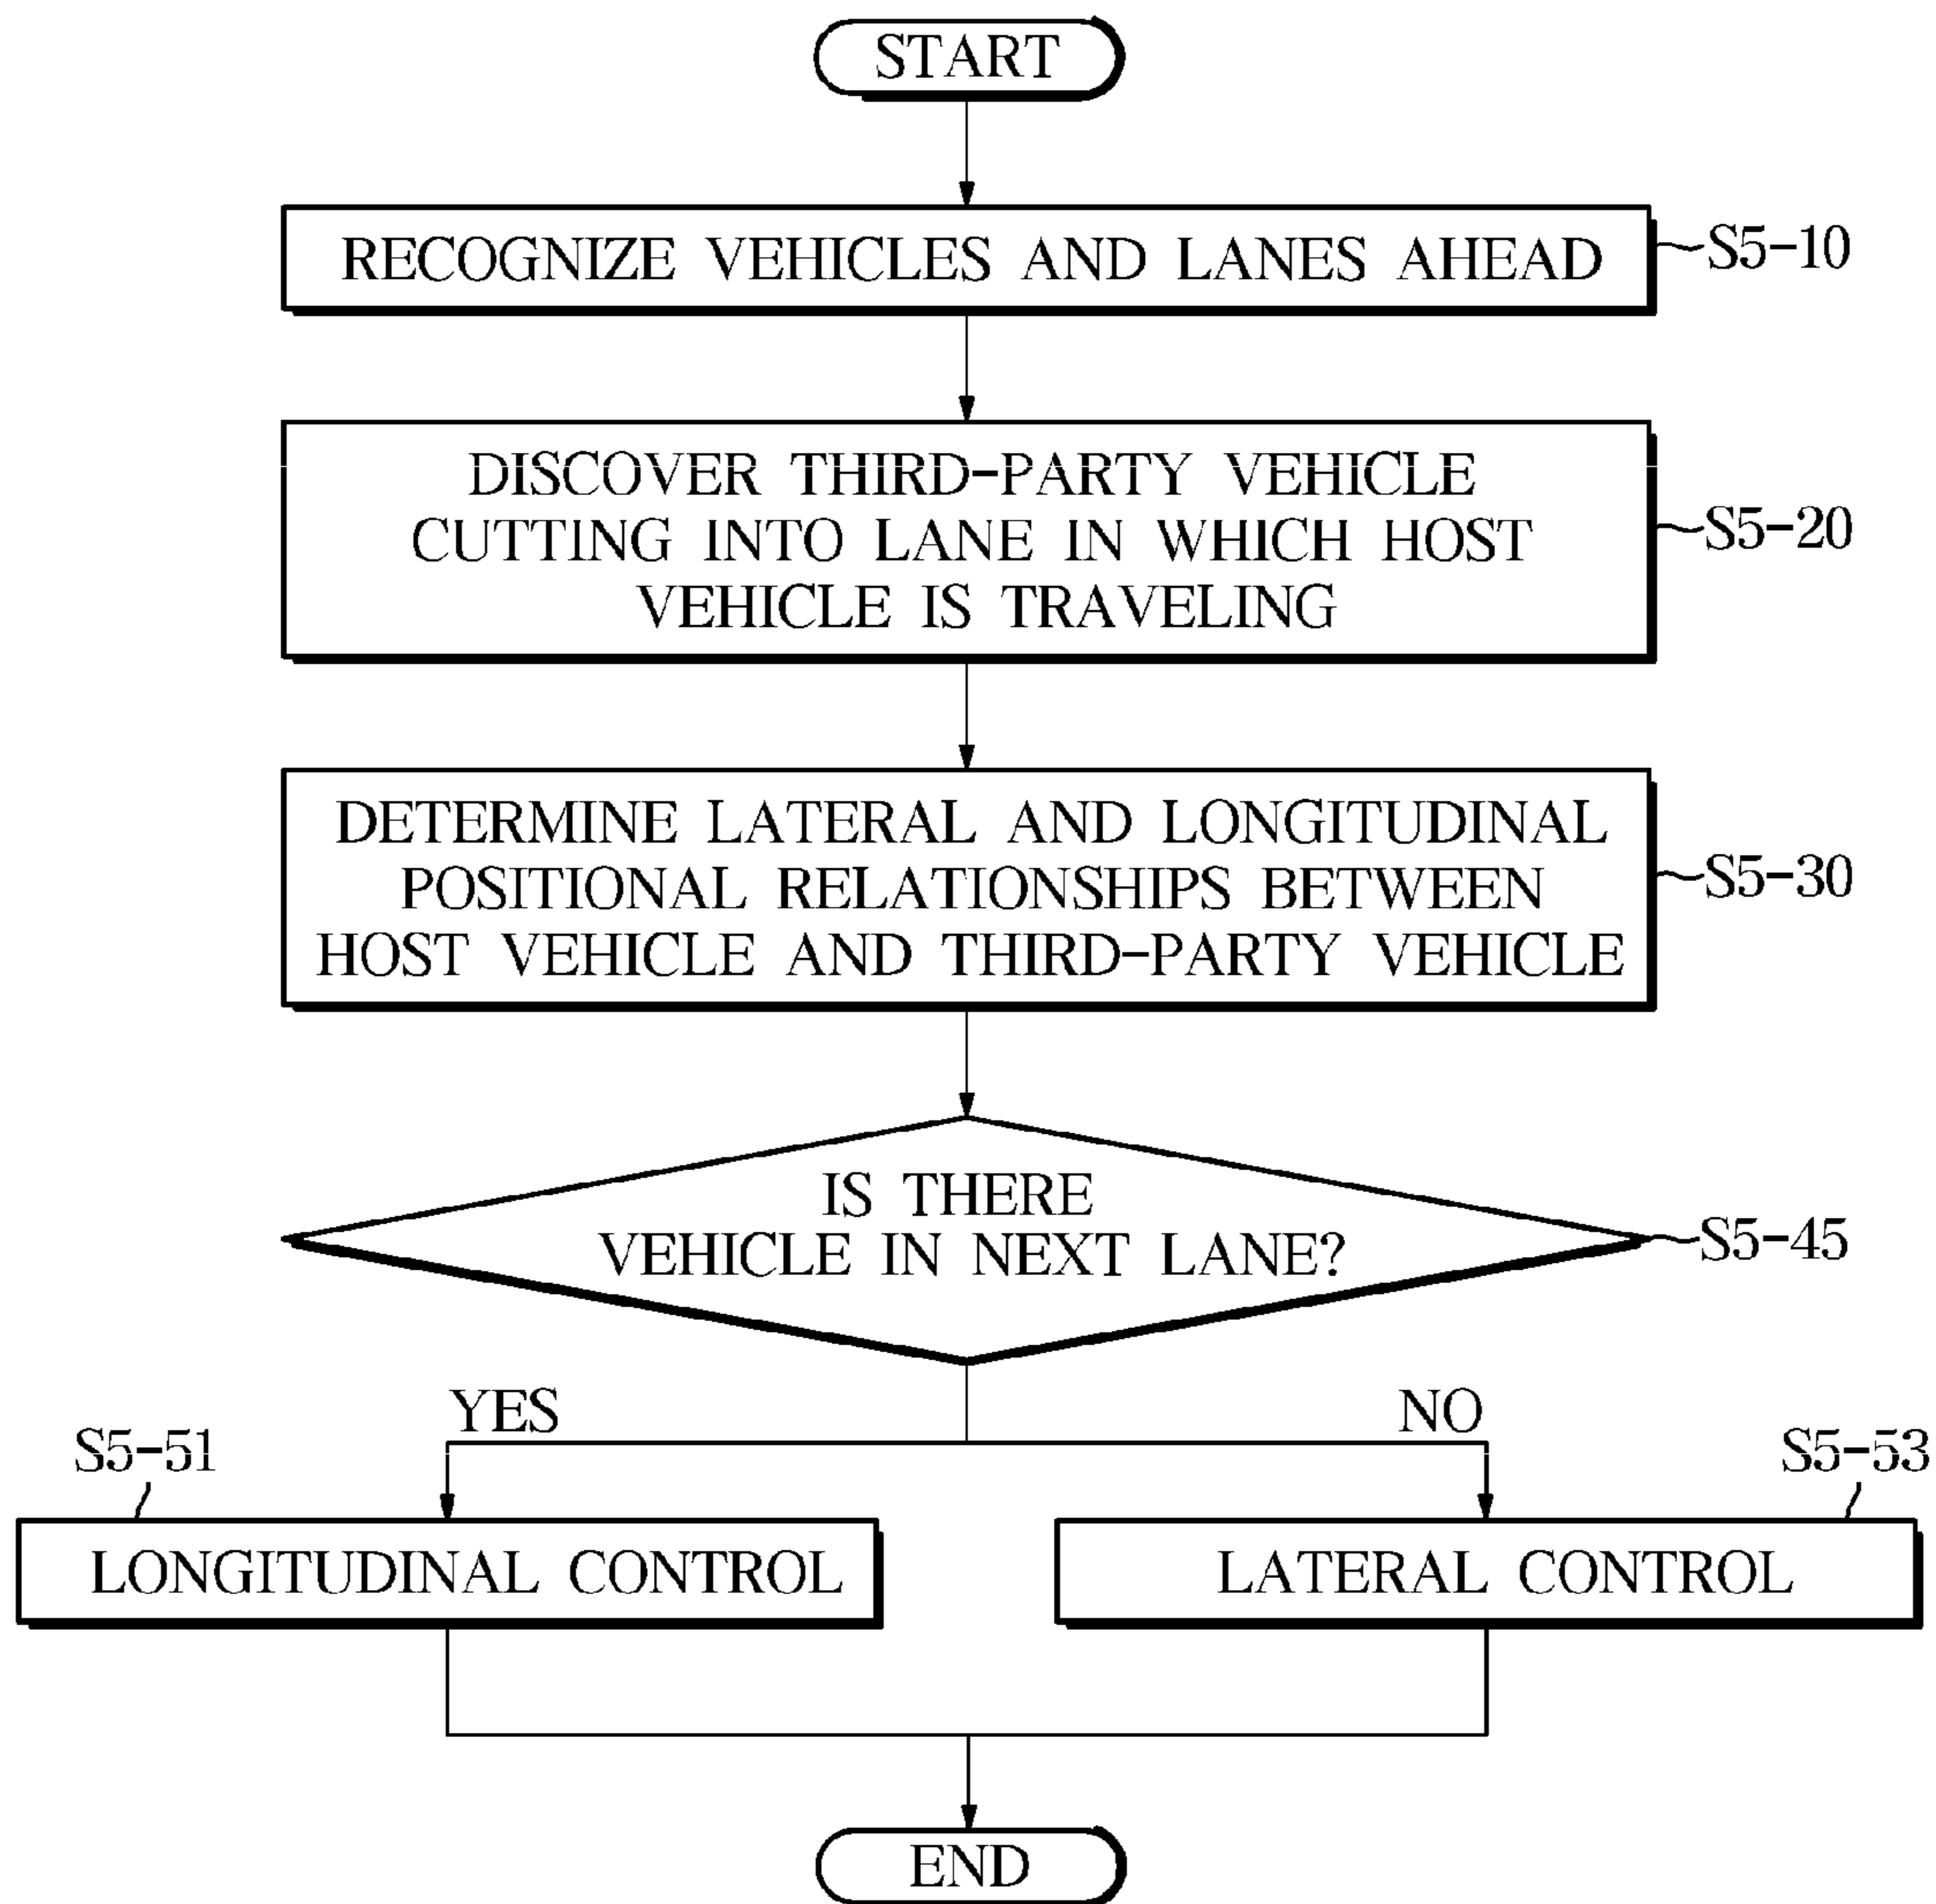 START
RECOGNIZE VEHICLES AND LANES AHEAD
S5-10
DISCOVER THIRD-PARTY VEHICLE
CUTTING INTO LANE IN WHICH HOST
VEHICLE IS TRAVELING
S5-20
DETERMINE LATERAL AND LONGITUDINAL
POSITIONAL RELATIONSHIPS BETWEEN
HOST VEHICLE AND THIRD-PARTY VEHICLE
S5-30
IS THERE
VEHICLE IN NEXT LANE?
S5-45
YES
NO
S5-51
S5-53
LONGITUDINAL CONTROL
LATERAL CONTROL
END